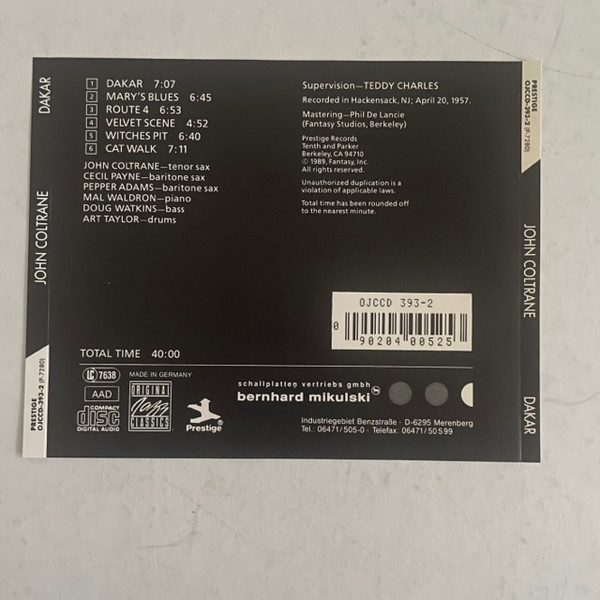 DAKAR
JOHN COLTRANE
PRESTIGE
OJCCD-393-2 (P-7280)
1 DAKAR 7:07
2 MARY'S BLUES 6:45
3 ROUTE 4 6:53
4 VELVET SCENE 4:52
5 WITCHES PIT 6:40
6 CAT WALK 7:11
JOHN COLTRANE—tenor sax
CECIL PAYNE—baritone sax
PEPPER ADAMS—baritone sax
MAL WALDRON—piano
DOUG WATKINS—bass
ART TAYLOR—drums
Supervision—TEDDY CHARLES
Recorded in Hackensack, NJ; April 20, 1957.
Mastering—Phil De Lancie
(Fantasy Studios, Berkeley)
Prestige Records
Tenth and Parker
Berkeley, CA 94710
© 1989, Fantasy, Inc.
All rights reserved.
Unauthorized duplication is a
violation of applicable laws.
Total time has been rounded off
to the nearest minute.
OJCCD 393-2
0 90204 00525
TOTAL TIME 40:00
LC 7638
MADE IN GERMANY
AAD
COMPACT
disc
DIGITAL AUDIO
ORIGINAL
Jazz
CLASSICS
Prestige®
schallplatten vertriebs gmbh
bernhard mikulski
Industriegebiet Benzstraße · D-6295 Merenberg
Tel.: 06471/505-0 · Telefax: 06471/50599
PRESTIGE
OJCCD-393-2 (P-7280)
JOHN COLTRANE
DAKAR